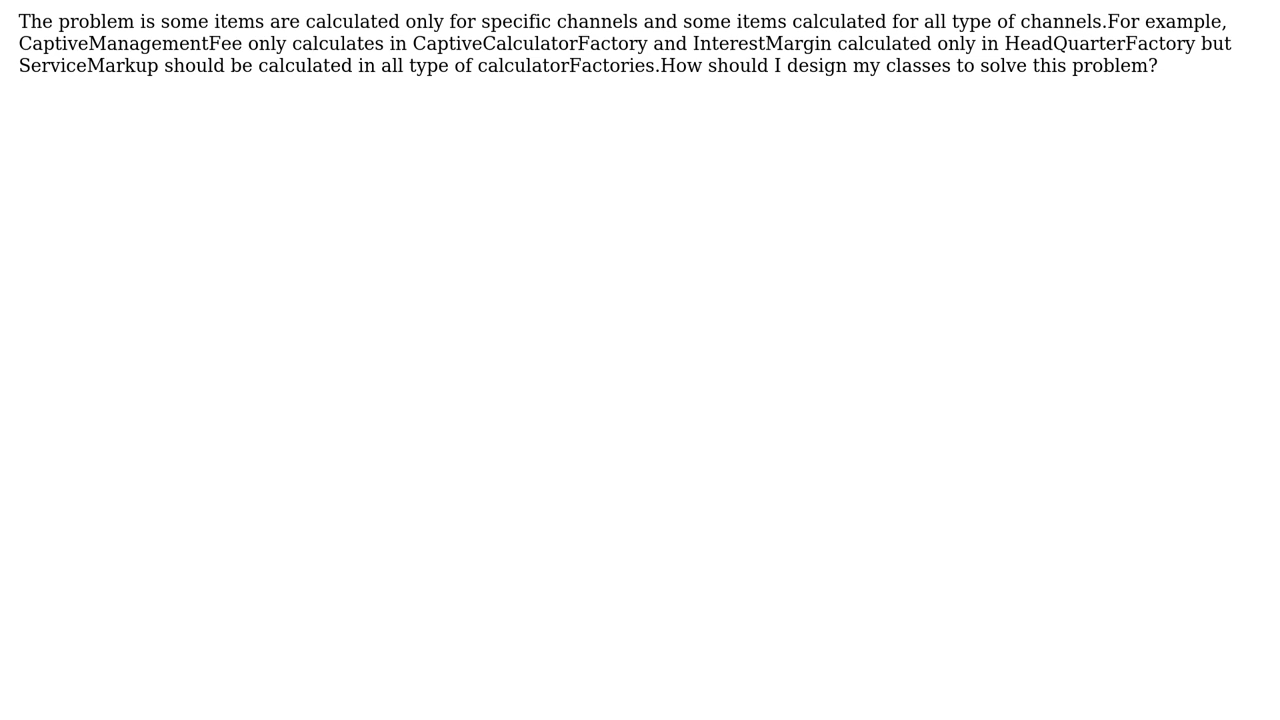 The problem is some items are calculated only for specific channels and some items calculated for all type of channels.For example,
CaptiveManagementFee only calculates in CaptiveCalculatorFactory and InterestMargin calculated only in HeadQuarterFactory but
ServiceMarkup should be calculated in all type of calculatorFactories.How should I design my classes to solve this problem?